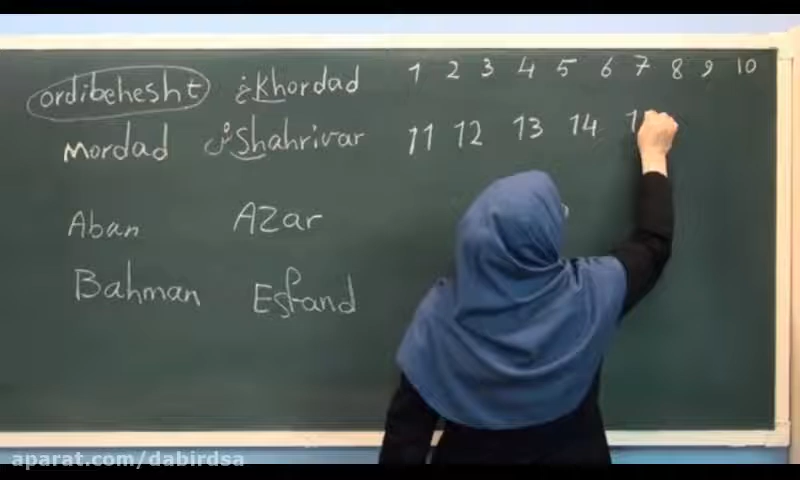 ordibehesht خ khordad 1 2 3 4 5 6 7 8 9 10
Mordad ش Shahrivar 11 12 13 14 1
Aban Azar
Bahman Esfand
aparat.com/dabirdsa